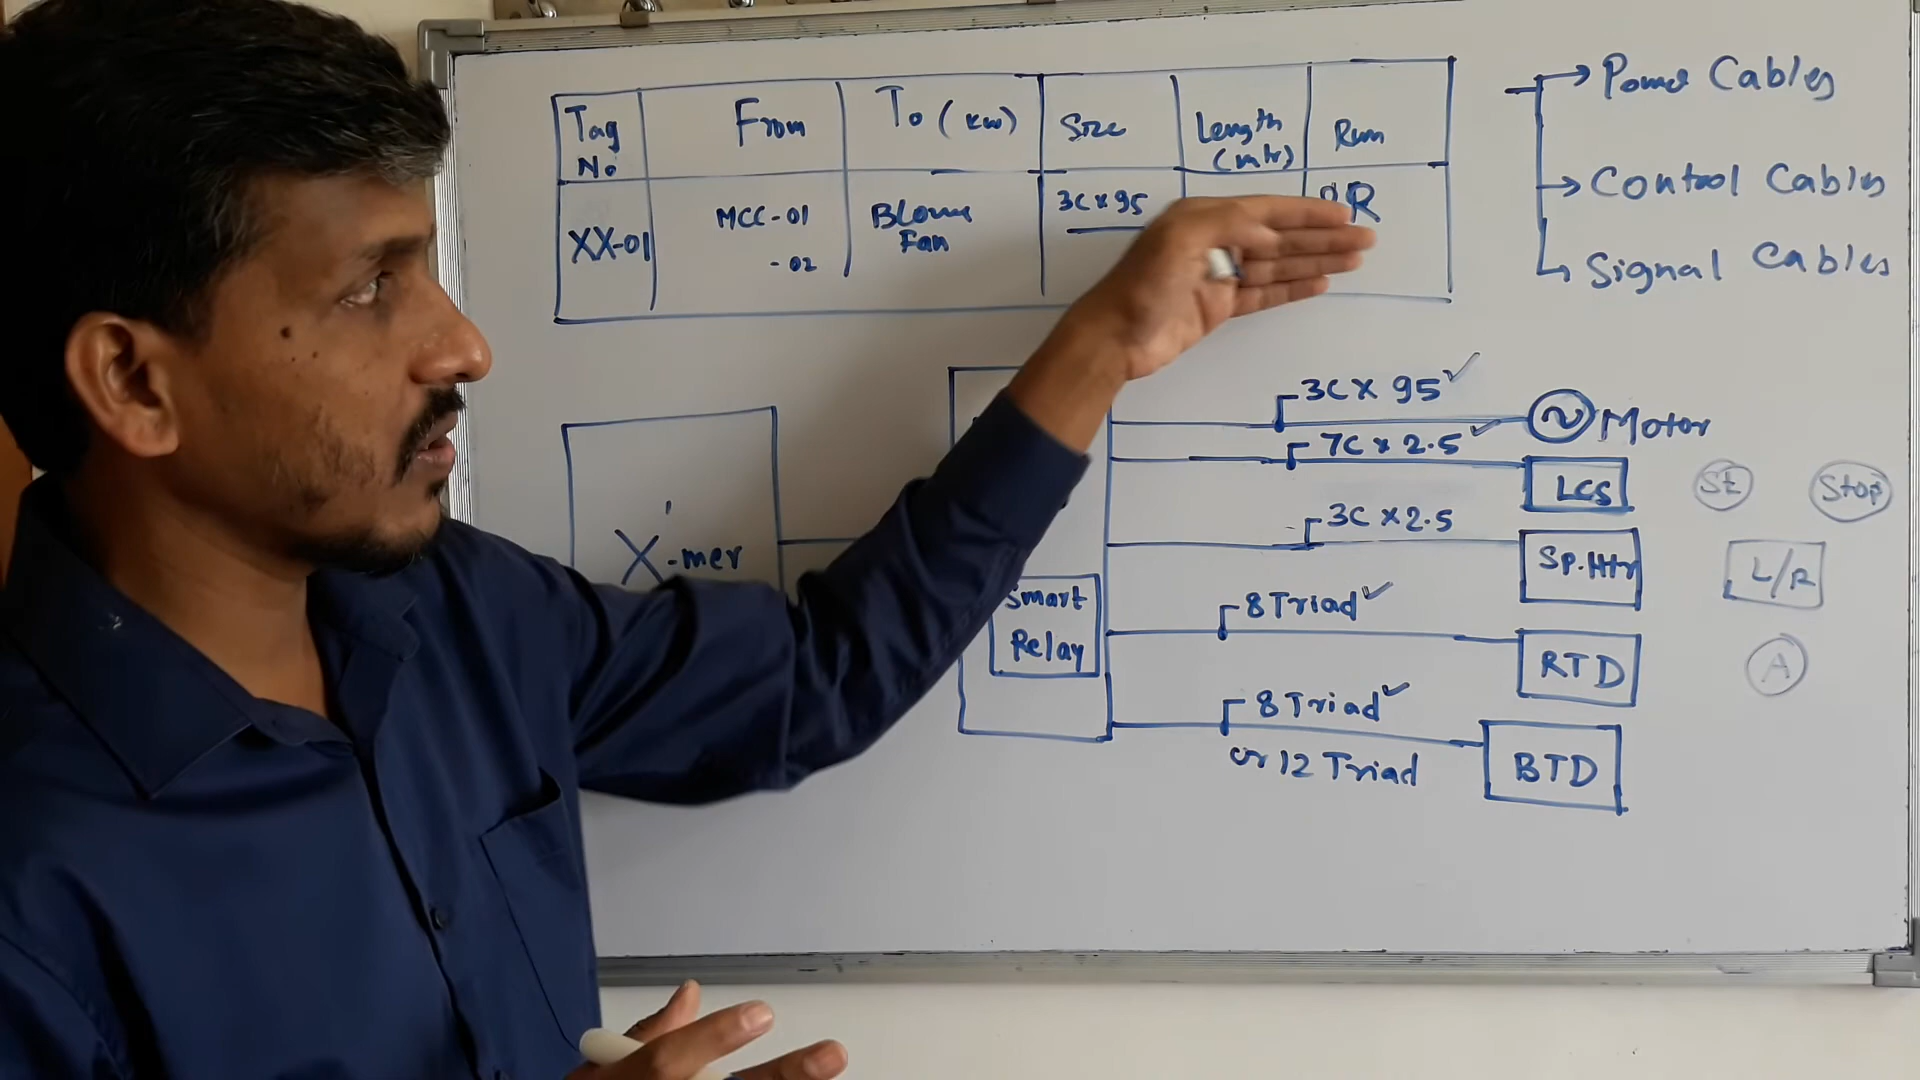 Tag No.
From
To (kw)
Size
Length (mtr)
Run
XX-01
MCC-01
-02
Blower Fan
3C x 95
R
Power Cables
Control Cables
Signal Cables
X'-mer
Smart Relay
3C x 95 ✓
Motor
7C x 2.5 ✓
LCS
St
Stop
3C x 2.5
Sp.Htr
L/R
8 Triad ✓
RTD
A
8 Triad ✓
or 12 Triad
BTD